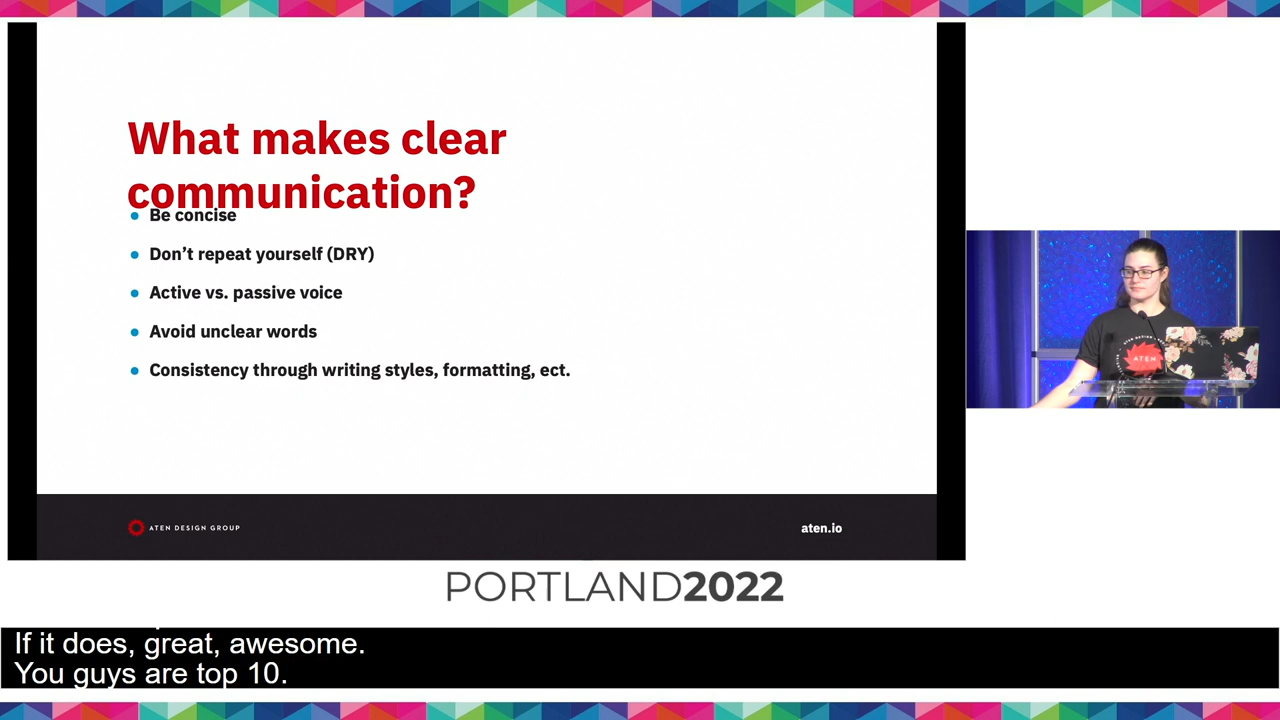 What makes clear
communication?
Be concise
Don't repeat yourself (DRY)
Active vs. passive voice
Avoid unclear words
Consistency through writing styles, formatting, ect.
ATEN DESIGN GROUP
aten.io
ATEN
PORTLAND2022
If it does, great, awesome.
You guys are top 10.